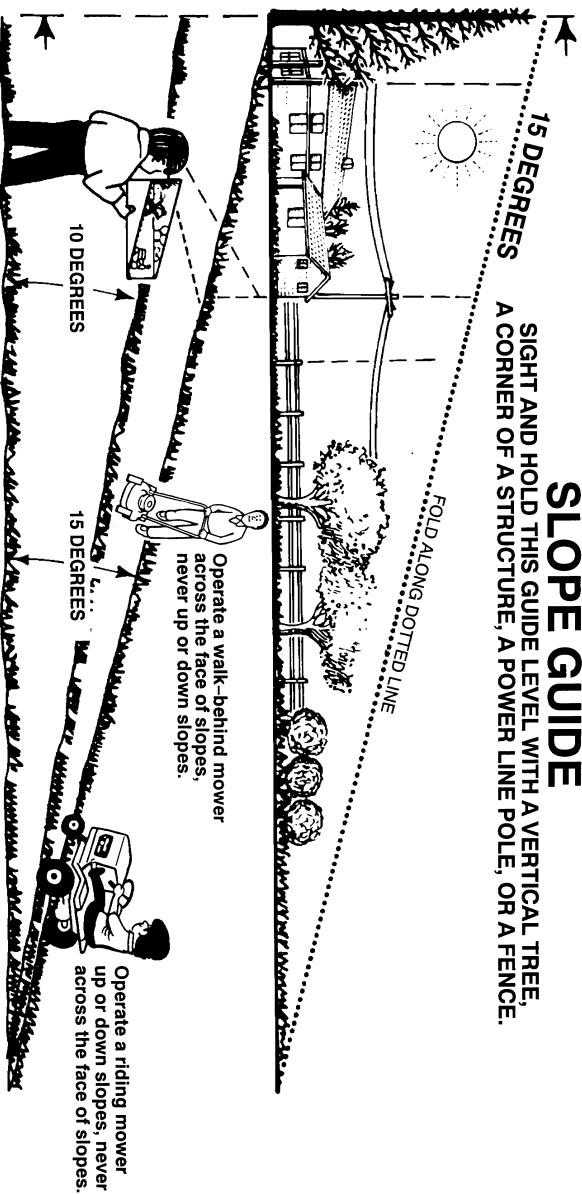 SLOPE GUIDE
SIGHT AND HOLD THIS GUIDE LEVEL WITH A VERTICAL TREE,
A CORNER OF A STRUCTURE, A POWER LINE POLE, OR A FENCE.
15 DEGREES
FOLD ALONG DOTTED LINE
Operate a walk–behind mower
across the face of slopes,
never up or down slopes.
10 DEGREES
15 DEGREES
Operate a riding mower
up or down slopes, never
across the face of slopes.